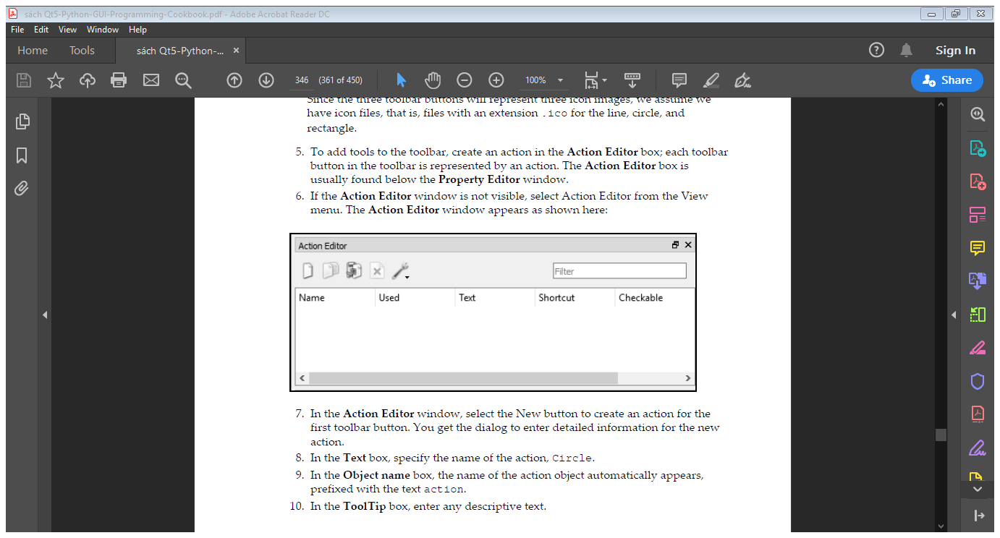 sách Qt5-Python-GUI-Programming-Cookbook.pdf - Adobe Acrobat Reader DC
File Edit View Window Help
Home Tools sách Qt5-Python-... × Sign In
346 (361 of 450) 100% Share
Since the three toolbar buttons will represent three icon images, we assume we
have icon files, that is, files with an extension .ico for the line, circle, and
rectangle.
5. To add tools to the toolbar, create an action in the Action Editor box; each toolbar
button in the toolbar is represented by an action. The Action Editor box is
usually found below the Property Editor window.
6. If the Action Editor window is not visible, select Action Editor from the View
menu. The Action Editor window appears as shown here:
Action Editor
Filter
Name Used Text Shortcut Checkable
7. In the Action Editor window, select the New button to create an action for the
first toolbar button. You get the dialog to enter detailed information for the new
action.
8. In the Text box, specify the name of the action, Circle.
9. In the Object name box, the name of the action object automatically appears,
prefixed with the text action.
10. In the ToolTip box, enter any descriptive text.